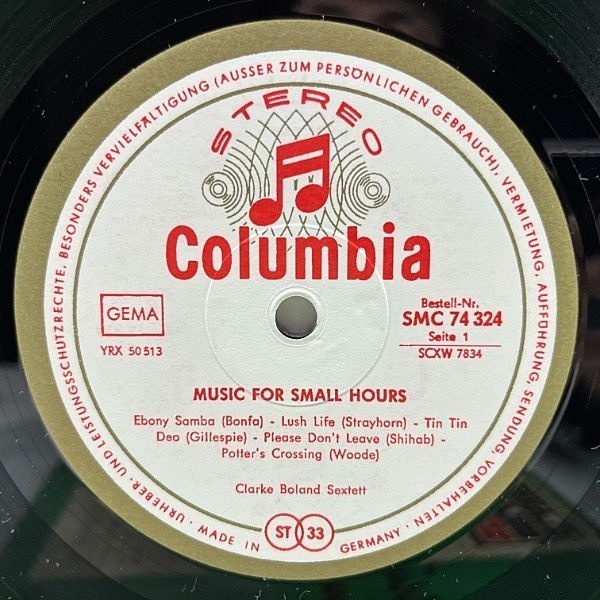 URHEBER- UND LEISTUNGSSCHUTZRECHTE, BESONDERS VERVIELFÄLTIGUNG (AUSSER ZUM PERSÖNLICHEN GEBRAUCH), VERMIETUNG, AUFFÜHRUNG, SENDUNG, VORBEHALTEN ·
STEREO
Columbia
GEMA
YRX 50513
Bestell-Nr.
SMC 74 324
Seite 1
SCXW 7834
MUSIC FOR SMALL HOURS
Ebony Samba (Bonfa) - Lush Life (Strayhorn) - Tin Tin
Deo (Gillespie) - Please Don't Leave (Shihab) -
Potter's Crossing (Woode)
Clarke Boland Sextett
· MADE IN
ST 33
GERMANY ·